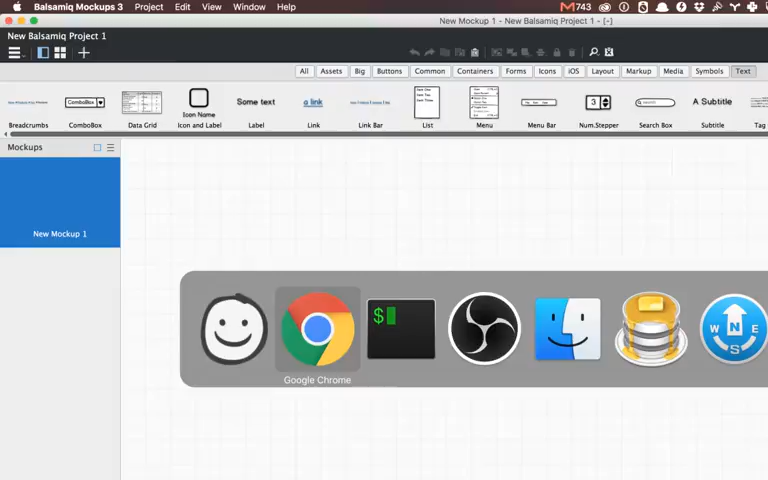 Balsamiq Mockups 3 Project Edit View Window Help 743
New Mockup 1 - New Balsamiq Project 1 - [-]
New Balsamiq Project 1
All Assets Big Buttons Common Containers Forms Icons iOS Layout Markup Media Symbols Text
ComboBox
Icon Name
Some text
a link
3
A Subtitle
Breadcrumbs ComboBox Data Grid Icon and Label Label Link Link Bar List Menu Menu Bar Num.Stepper Search Box Subtitle Tag
Mockups
New Mockup 1
$
N
W E
S
Google Chrome